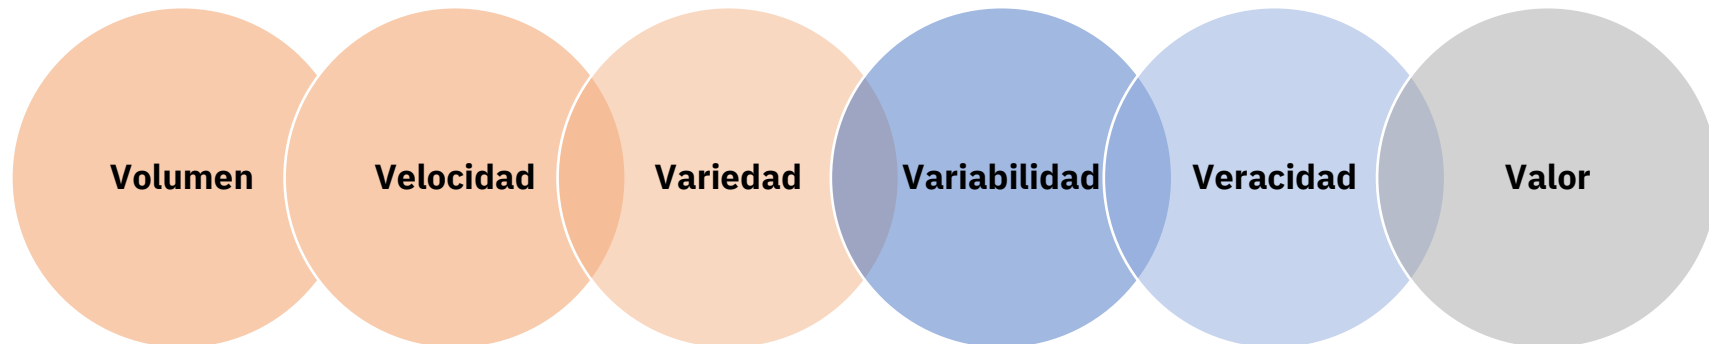 Volumen
Velocidad
Variedad
Variabilidad
Veracidad
Valor